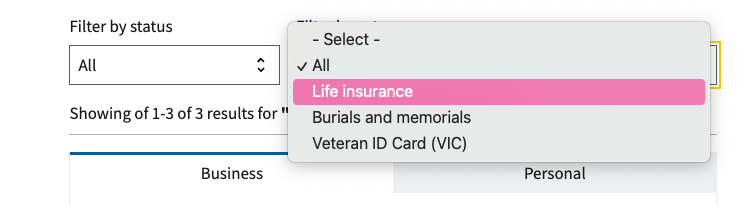 Filter by status
All
- Select -
✓ All
Life insurance
Burials and memorials
Veteran ID Card (VIC)
Showing of 1-3 of 3 results for "
Business
Personal